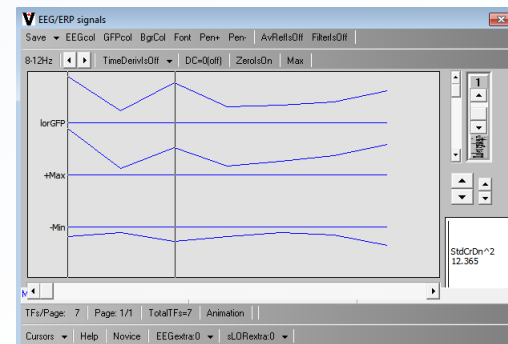 EEG/ERP signals
Save EEGcol GFPcol BgrCol Font Pen+ Pen- AvRefIsOff FilterIsOff
8-12Hz TimeDerivIsOff DC=0(off) ZeroIsOn Max
1
lorGFP
+Max
-Min
StdCrDn^2
12.365
M
TFs/Page: 7 Page: 1/1 TotalTFs=7 Animation
Cursors Help Novice EEGextra:0 sLORextra:0